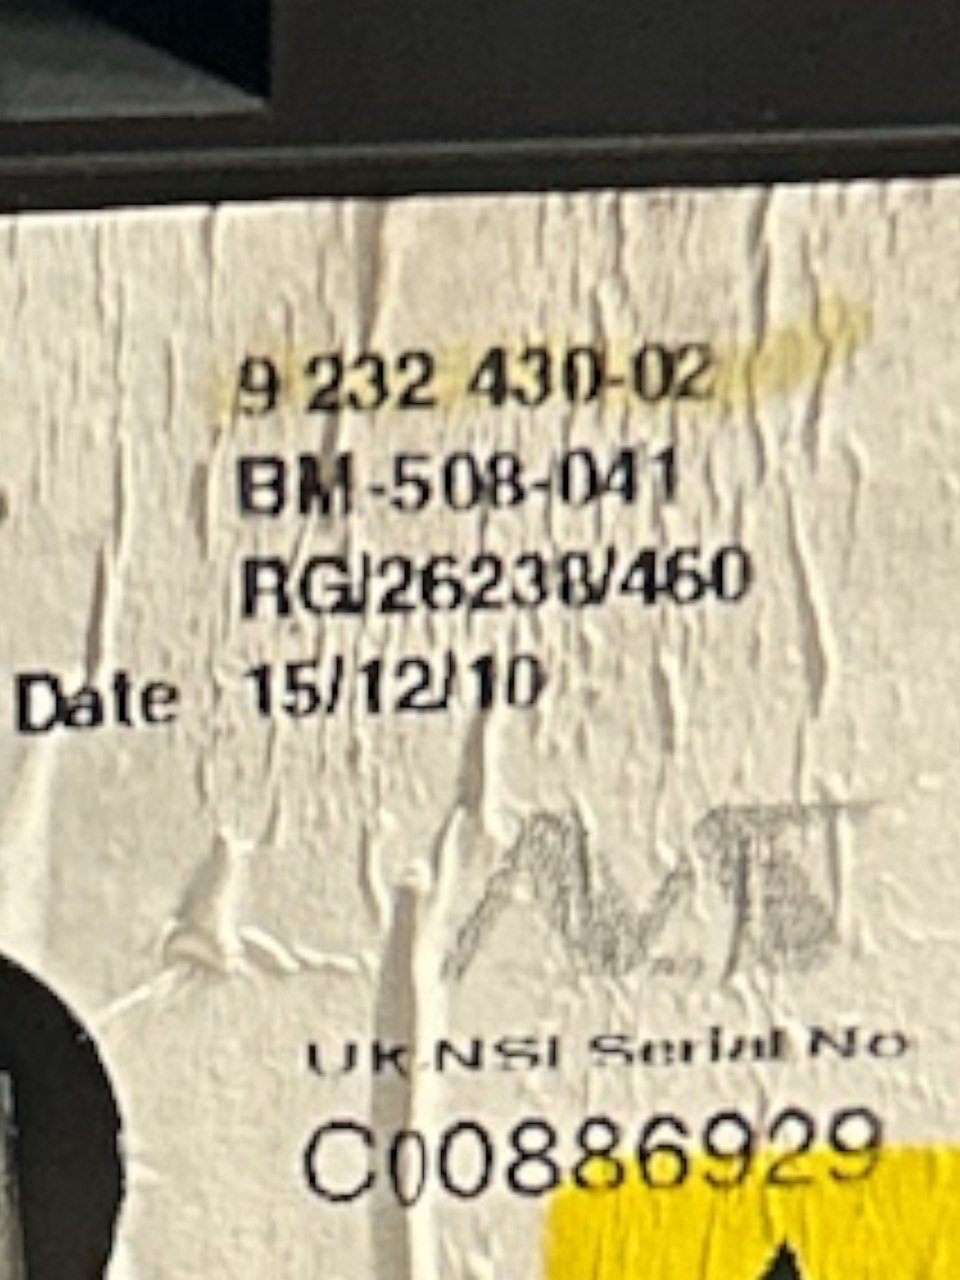 9 232 430-02
BM-508-041
RG/26238/460
Date 15/12/10
UK NSI Serial No
C00886929